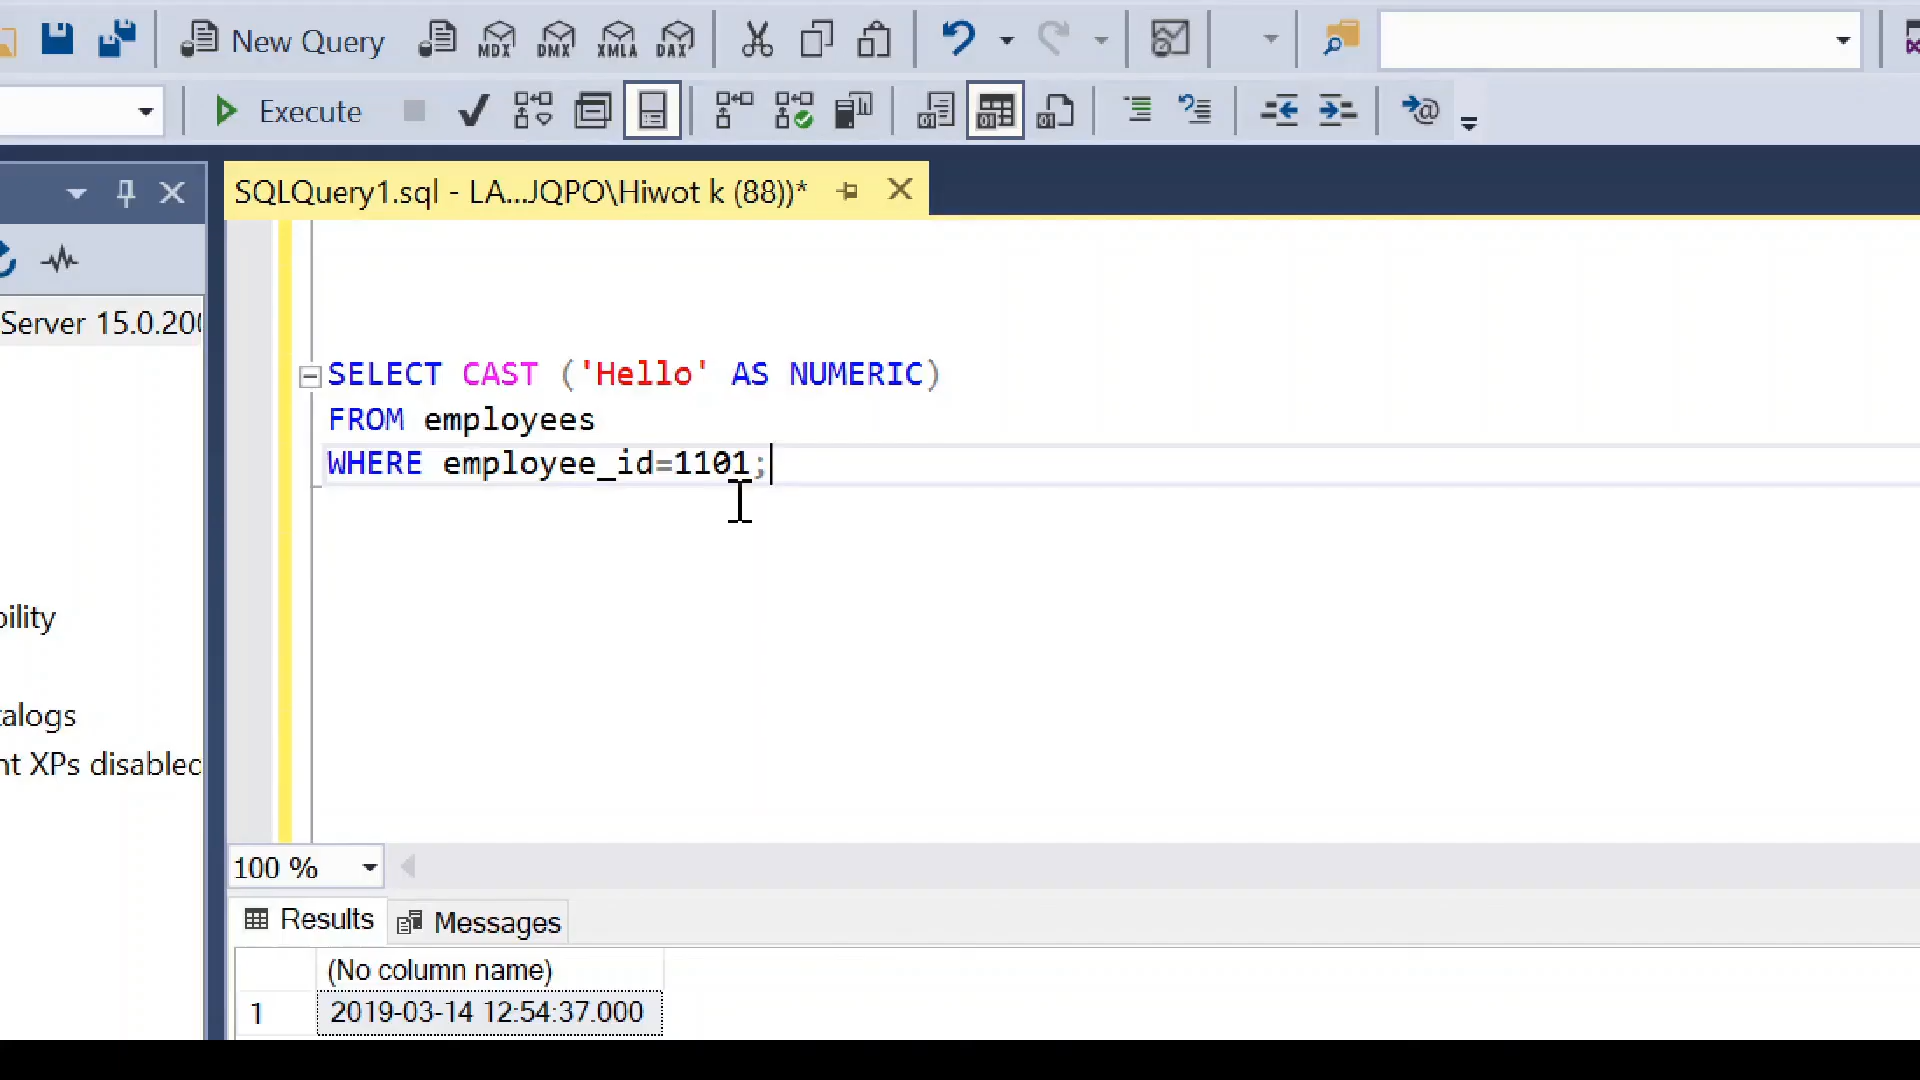 New Query
MDX
DMX
XMLA
DAX
Execute
SQLQuery1.sql - LA...JQPO\Hiwot k (88))*
Server 15.0.200
SELECT CAST ('Hello' AS NUMERIC)
FROM employees
WHERE employee_id=1101;
bility
talogs
nt XPs disabled
100 %
Results
Messages
(No column name)
1
2019-03-14 12:54:37.000